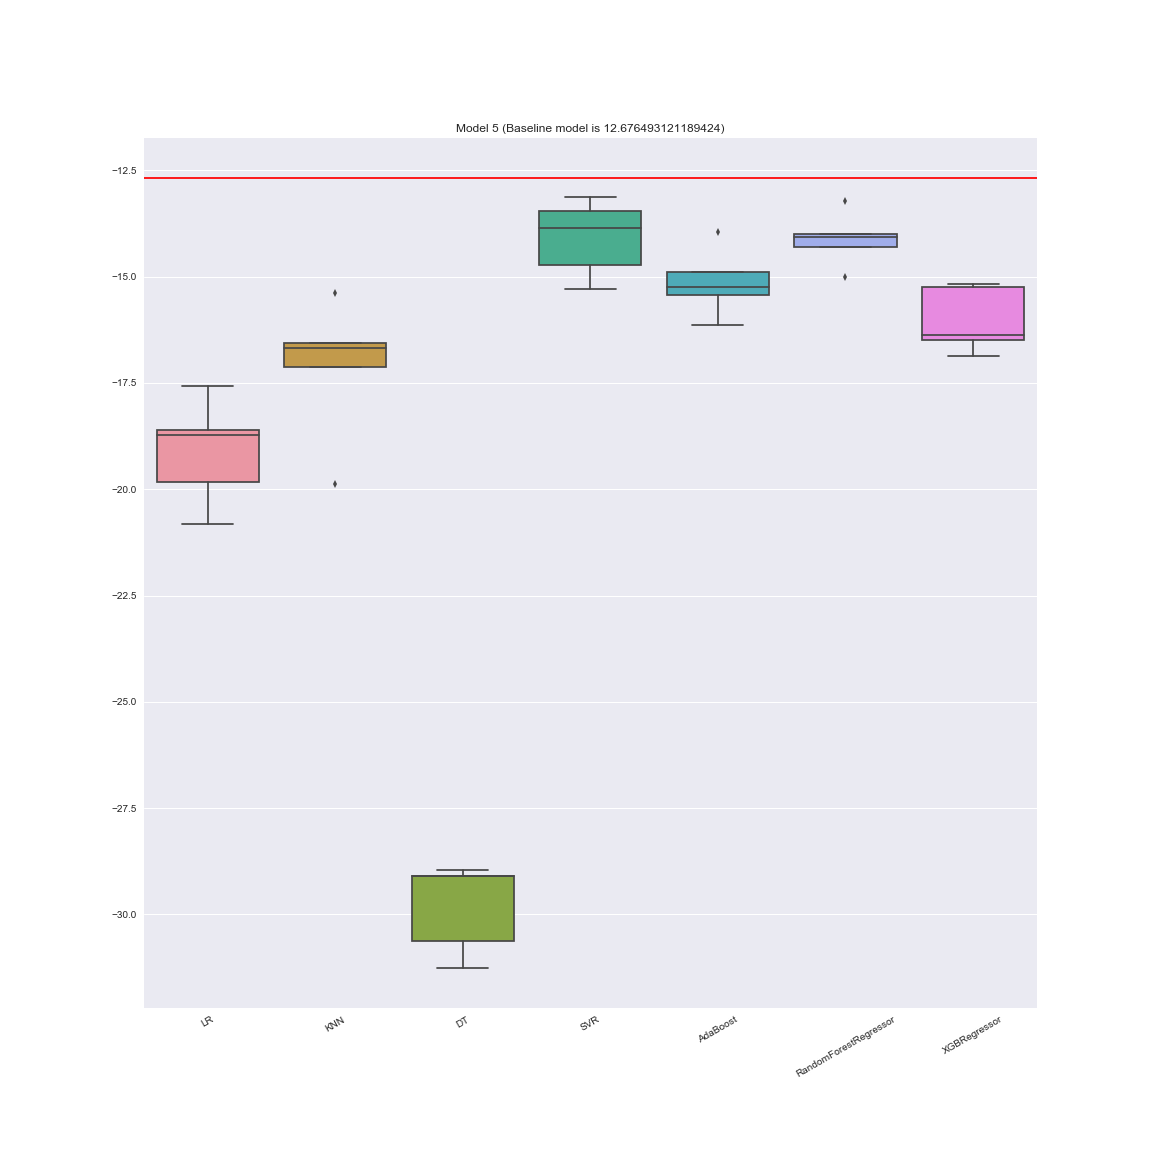 Model 5 (Baseline model is 12.676493121189424)
−12.5
−15.0
−17.5
−20.0
−22.5
−25.0
−27.5
−30.0
LR
KNN
DT
SVR
AdaBoost
RandomForestRegressor
XGBRegressor